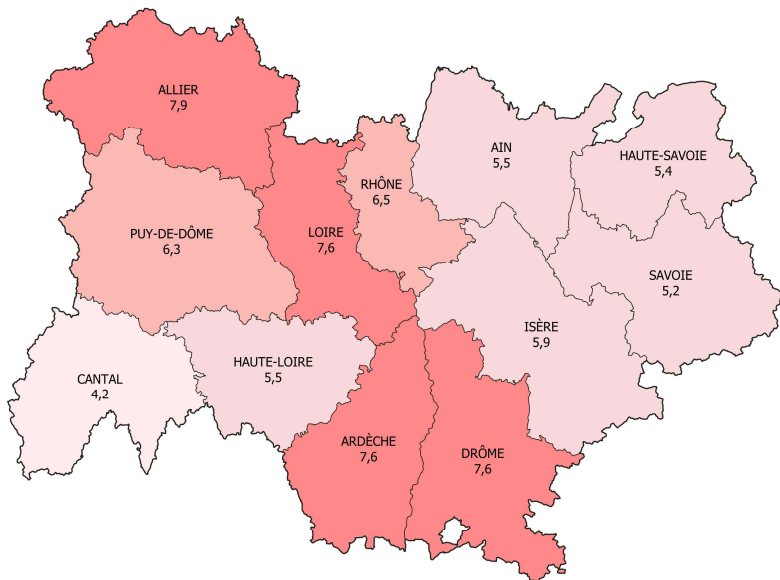 ALLIER
7,9
AIN
5,5
HAUTE-SAVOIE
5,4
RHÔNE
6,5
PUY-DE-DÔME
6,3
LOIRE
7,6
SAVOIE
5,2
ISÈRE
5,9
HAUTE-LOIRE
5,5
CANTAL
4,2
ARDÈCHE
7,6
DRÔME
7,6